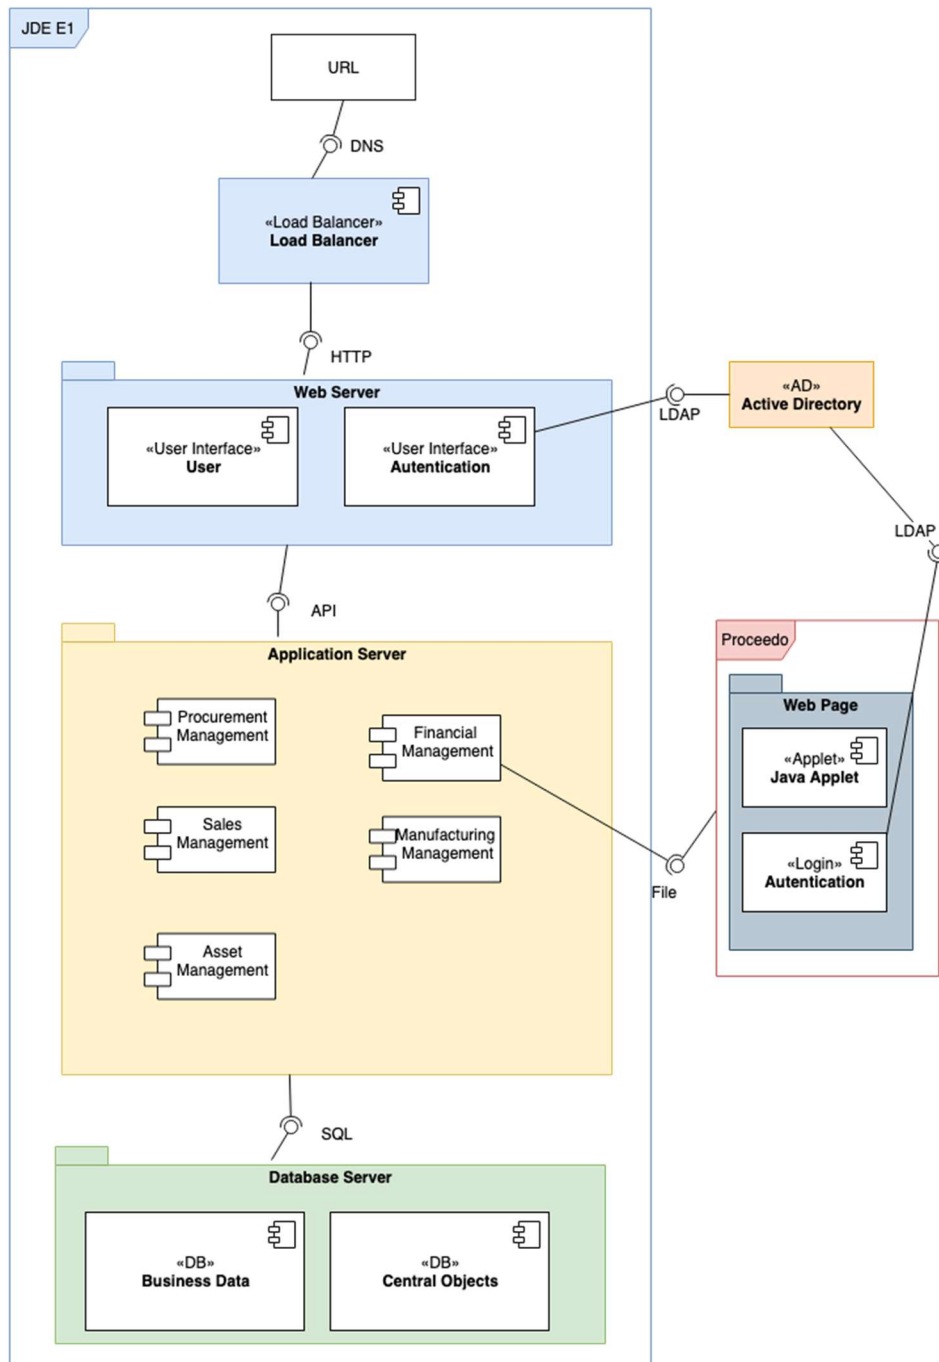 JDE E1
URL
DNS
«Load Balancer»
Load Balancer
HTTP
Web Server
«User Interface»
User
«User Interface»
Autentication
LDAP
«AD»
Active Directory
LDAP
API
Application Server
Procurement
Management
Financial
Management
Sales
Management
Manufacturing
Management
Asset
Management
File
Proceedo
Web Page
«Applet»
Java Applet
«Login»
Autentication
SQL
Database Server
«DB»
Business Data
«DB»
Central Objects